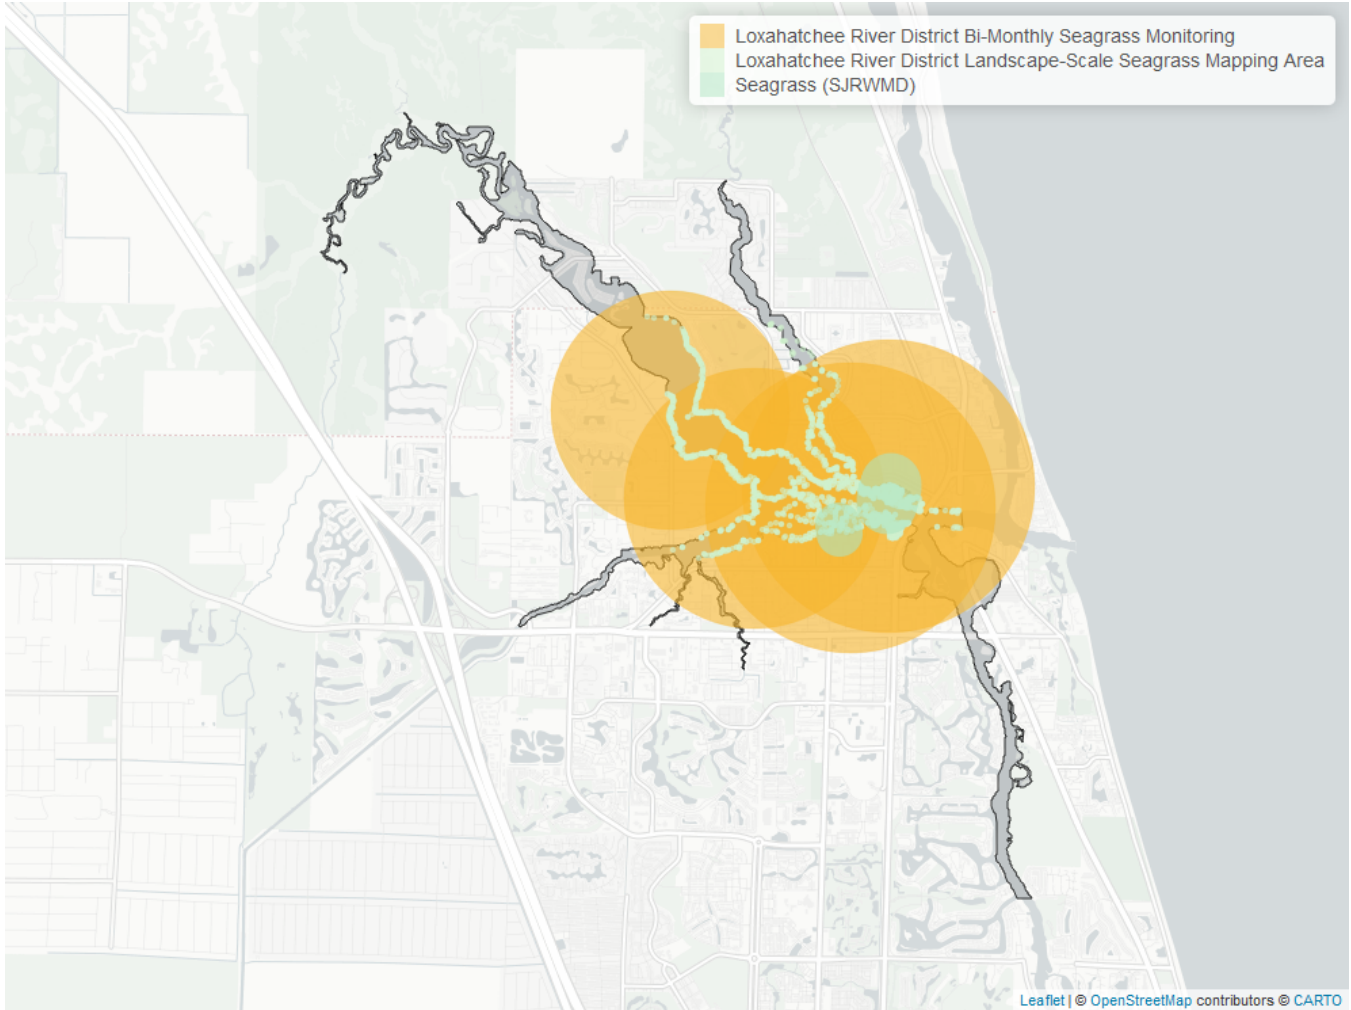 Loxahatchee River District Bi-Monthly Seagrass Monitoring
Loxahatchee River District Landscape-Scale Seagrass Mapping Area
Seagrass (SJRWMD)
Leaflet | © OpenStreetMap contributors © CARTO